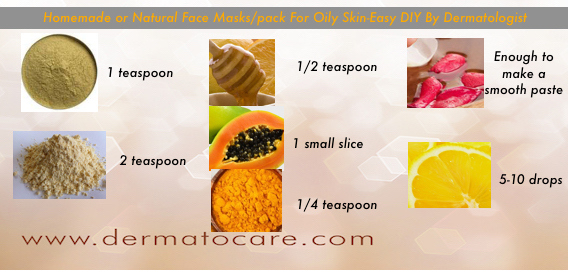 Homemade or Natural Face Masks/pack For Oily Skin-Easy DIY By Dermatologist
1 teaspoon
1/2 teaspoon
Enough to
make a
smooth paste
2 teaspoon
1 small slice
1/4 teaspoon
5-10 drops
www.dermatocare.com